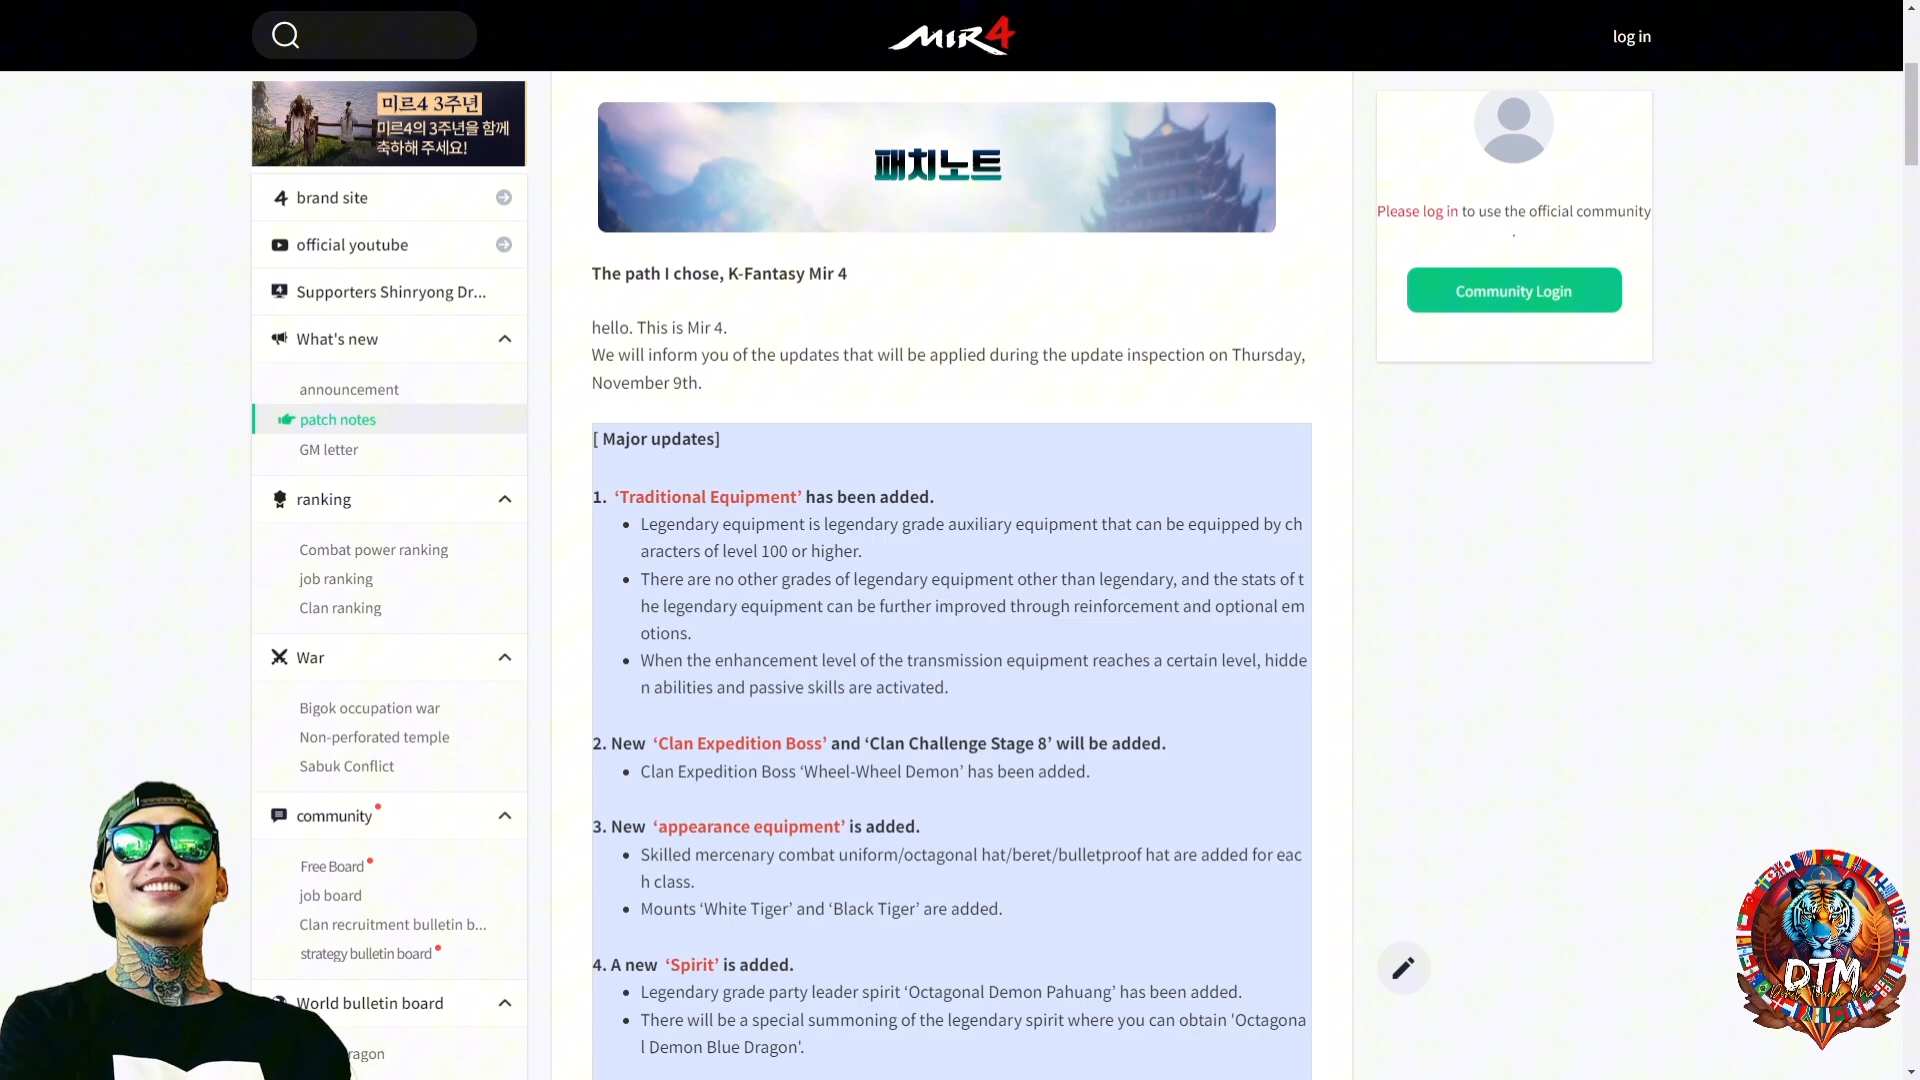 MIR4
log in
미르4 3주년
미르4의 3주년을 함께
축하해 주세요!
brand site
official youtube
Supporters Shinryong Dr...
What's new
announcement
patch notes
GM letter
ranking
Combat power ranking
job ranking
Clan ranking
War
Bigok occupation war
Non-perforated temple
Sabuk Conflict
community
Free Board
job board
Clan recruitment bulletin b...
strategy bulletin board
World bulletin board
ragon
패치노트
The path I chose, K-Fantasy Mir 4
hello. This is Mir 4.
We will inform you of the updates that will be applied during the update inspection on Thursday,
November 9th.
[ Major updates]
1. ‘Traditional Equipment’ has been added.
• Legendary equipment is legendary grade auxiliary equipment that can be equipped by ch
aracters of level 100 or higher.
• There are no other grades of legendary equipment other than legendary, and the stats of t
he legendary equipment can be further improved through reinforcement and optional em
otions.
• When the enhancement level of the transmission equipment reaches a certain level, hidde
n abilities and passive skills are activated.
2. New ‘Clan Expedition Boss’ and ‘Clan Challenge Stage 8’ will be added.
• Clan Expedition Boss ‘Wheel-Wheel Demon’ has been added.
3. New ‘appearance equipment’ is added.
• Skilled mercenary combat uniform/octagonal hat/beret/bulletproof hat are added for eac
h class.
• Mounts ‘White Tiger’ and ‘Black Tiger’ are added.
4. A new ‘Spirit’ is added.
• Legendary grade party leader spirit ‘Octagonal Demon Pahuang’ has been added.
• There will be a special summoning of the legendary spirit where you can obtain 'Octagona
l Demon Blue Dragon'.
Please log in to use the official community
.
Community Login
DTM